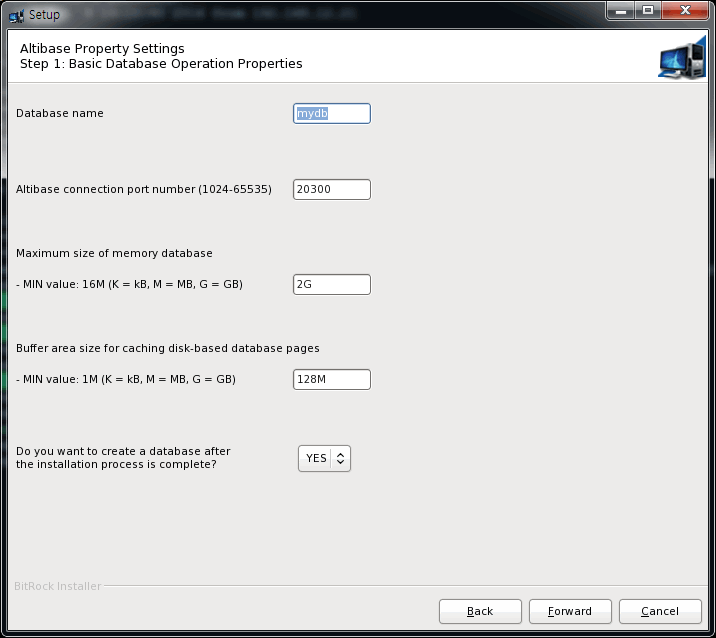 Setup
Altibase Property Settings
Step 1: Basic Database Operation Properties
Database name
mydb
Altibase connection port number (1024-65535)
20300
Maximum size of memory database
- MIN value: 16M (K = kB, M = MB, G = GB)
2G
Buffer area size for caching disk-based database pages
- MIN value: 1M (K = kB, M = MB, G = GB)
128M
Do you want to create a database after
the installation process is complete?
YES
BitRock Installer
Back
Forward
Cancel